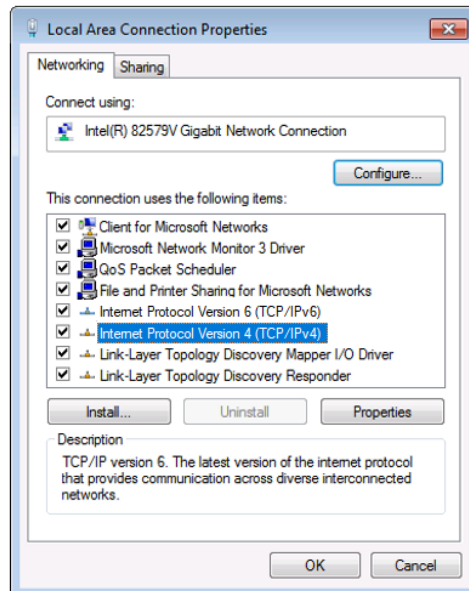 Local Area Connection Properties
Networking Sharing
Connect using:
Intel(R) 82579V Gigabit Network Connection
Configure...
This connection uses the following items:
Client for Microsoft Networks
Microsoft Network Monitor 3 Driver
QoS Packet Scheduler
File and Printer Sharing for Microsoft Networks
Internet Protocol Version 6 (TCP/IPv6)
Internet Protocol Version 4 (TCP/IPv4)
Link-Layer Topology Discovery Mapper I/O Driver
Link-Layer Topology Discovery Responder
Install... Uninstall Properties
Description
TCP/IP version 6. The latest version of the internet protocol
that provides communication across diverse interconnected
networks.
OK Cancel